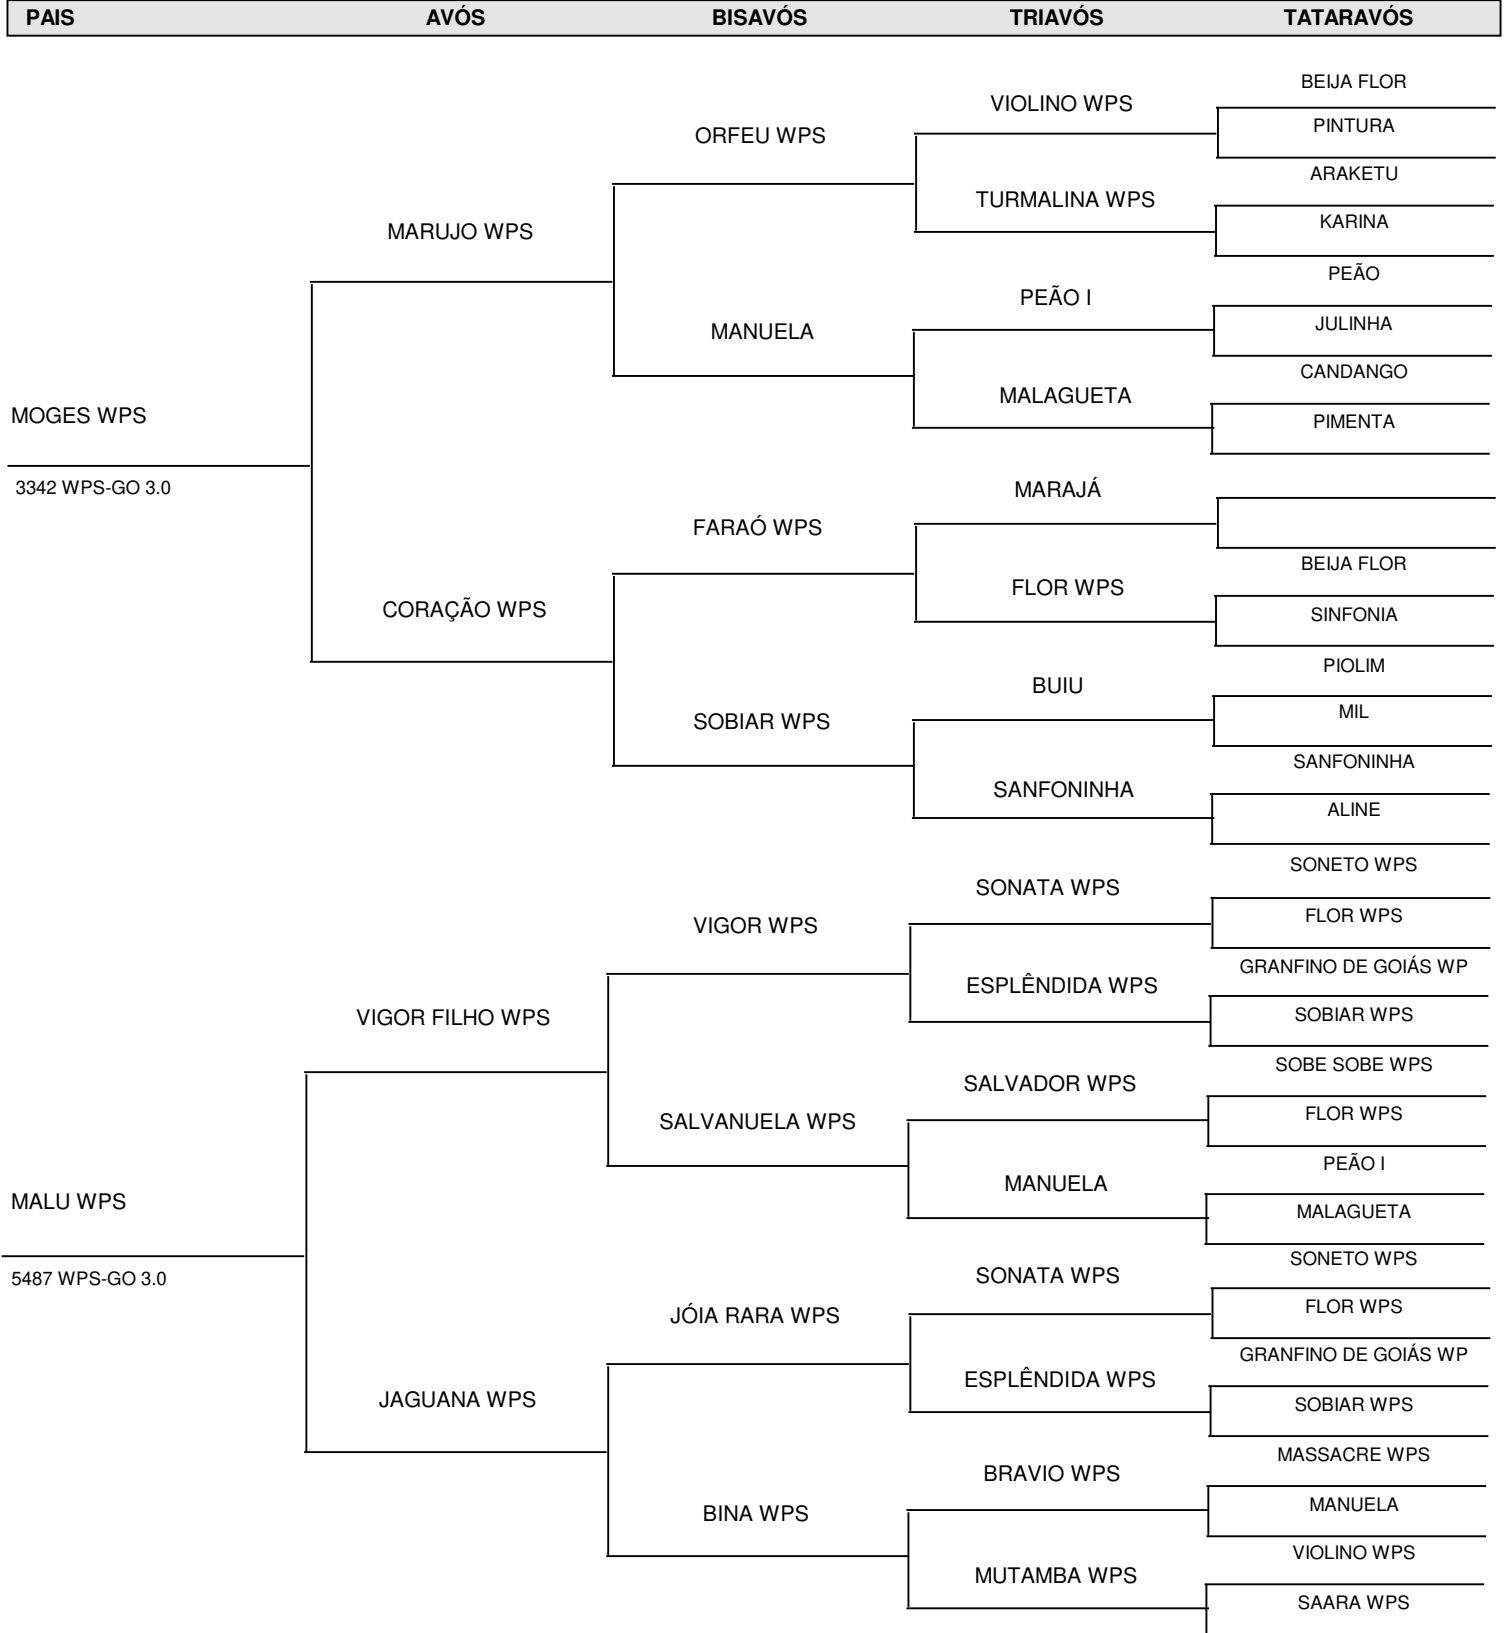 PAIS AVÓS BISAVÓS TRIAVÓS TATARAVÓS
BEIJA FLOR
VIOLINO WPS
PINTURA
ORFEU WPS
ARAKETU
TURMALINA WPS
KARINA
MARUJO WPS
PEÃO
PEÃO I
JULINHA
MANUELA
CANDANGO
MALAGUETA
PIMENTA
MOGES WPS
3342 WPS-GO 3.0
MARAJÁ
FARAÓ WPS
BEIJA FLOR
FLOR WPS
SINFONIA
CORAÇÃO WPS
PIOLIM
BUIU
MIL
SOBIAR WPS
SANFONINHA
SANFONINHA
ALINE
SONETO WPS
SONATA WPS
FLOR WPS
VIGOR WPS
GRANFINO DE GOIÁS WP
ESPLÊNDIDA WPS
SOBIAR WPS
VIGOR FILHO WPS
SOBE SOBE WPS
SALVADOR WPS
FLOR WPS
SALVANUELA WPS
PEÃO I
MANUELA
MALAGUETA
MALU WPS
5487 WPS-GO 3.0
SONETO WPS
SONATA WPS
FLOR WPS
JÓIA RARA WPS
GRANFINO DE GOIÁS WP
ESPLÊNDIDA WPS
SOBIAR WPS
JAGUANA WPS
MASSACRE WPS
BRAVIO WPS
MANUELA
BINA WPS
VIOLINO WPS
MUTAMBA WPS
SAARA WPS